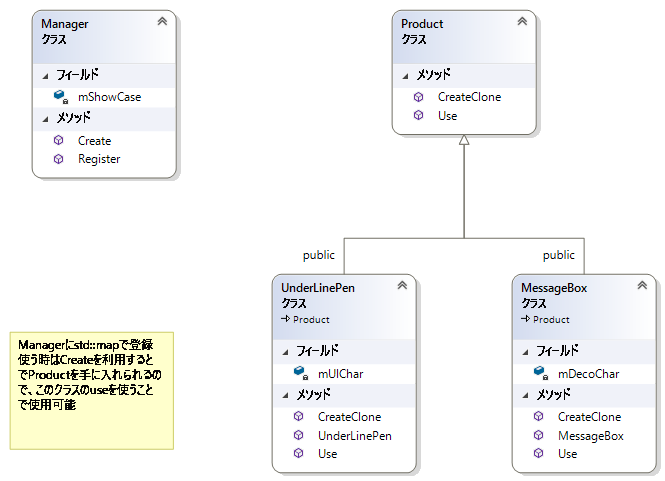 Manager
クラス
フィールド
mShowCase
メソッド
Create
Register
Product
クラス
メソッド
CreateClone
Use
public
public
UnderLinePen
クラス
Product
フィールド
mUlChar
メソッド
CreateClone
UnderLinePen
Use
MessageBox
クラス
Product
フィールド
mDecoChar
メソッド
CreateClone
MessageBox
Use
Managerにstd::mapで登録
使う時はCreateを利用すると
でProductを手に入れられるの
で、このクラスのuseを使うこと
で使用可能